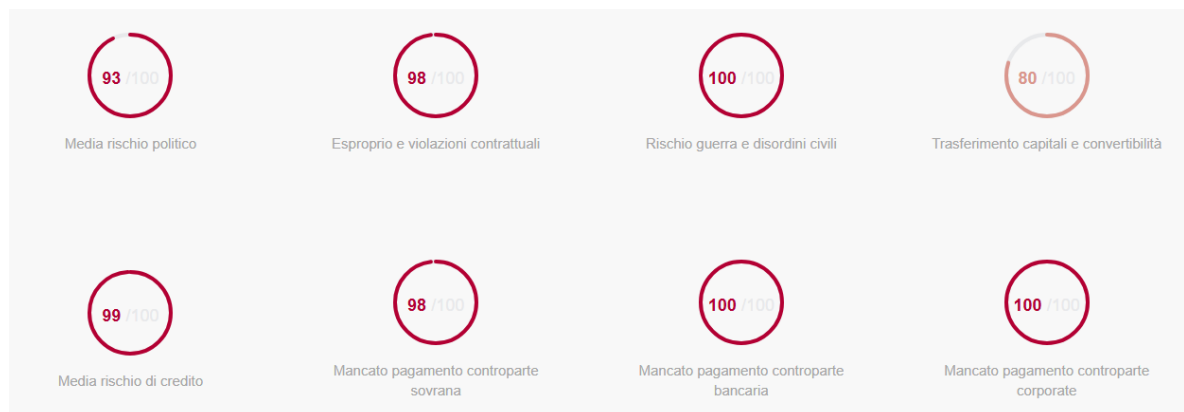 93 /100
98 /100
100 /100
80 /100
Media rischio politico
Esproprio e violazioni contrattuali
Rischio guerra e disordini civili
Trasferimento capitali e convertibilità
99 /100
98 /100
100 /100
100 /100
Media rischio di credito
Mancato pagamento controparte
sovrana
Mancato pagamento controparte
bancaria
Mancato pagamento controparte
corporate